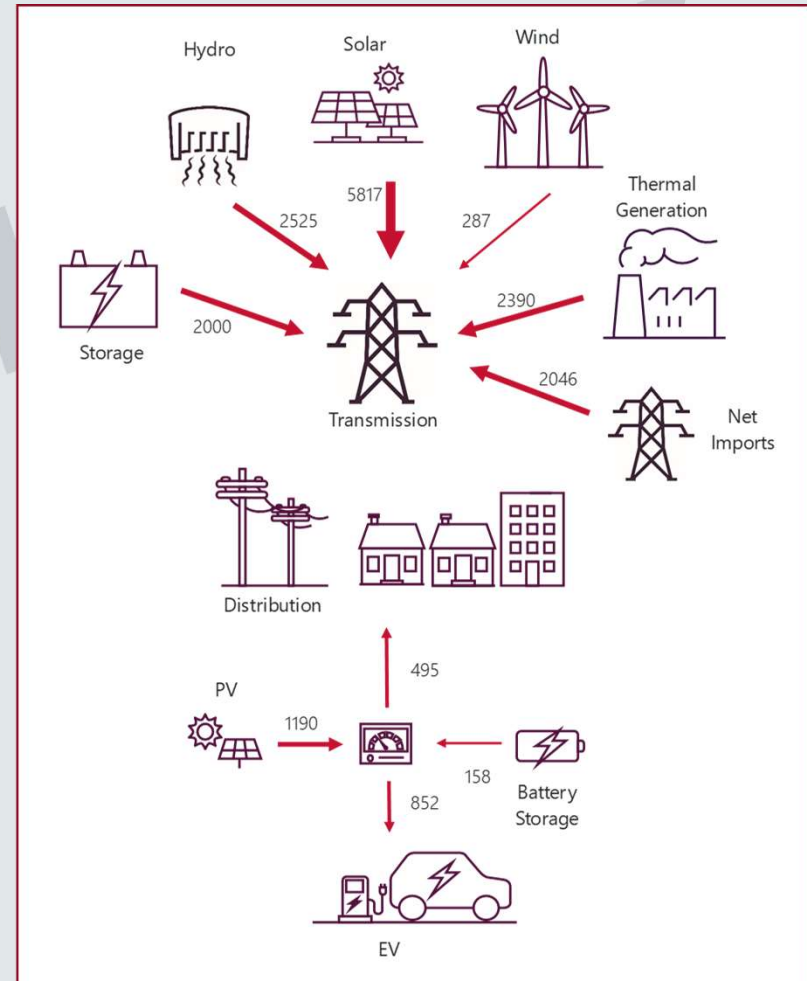 Hydro
Solar
Wind
5817
2525
287
Thermal
Generation
2000
2390
Storage
2046
Transmission
Net
Imports
Distribution
495
PV
1190
158
852
Battery
Storage
EV